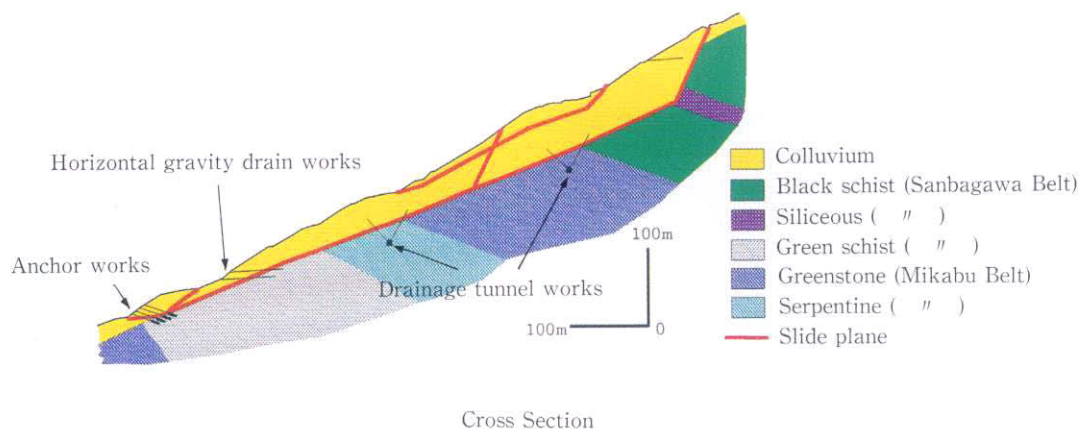 Horizontal gravity drain works
Anchor works
Drainage tunnel works
100m
100m
0
Colluvium
Black schist (Sanbagawa Belt)
Siliceous ( 〃 )
Green schist ( 〃 )
Greenstone (Mikabu Belt)
Serpentine ( 〃 )
Slide plane
Cross Section